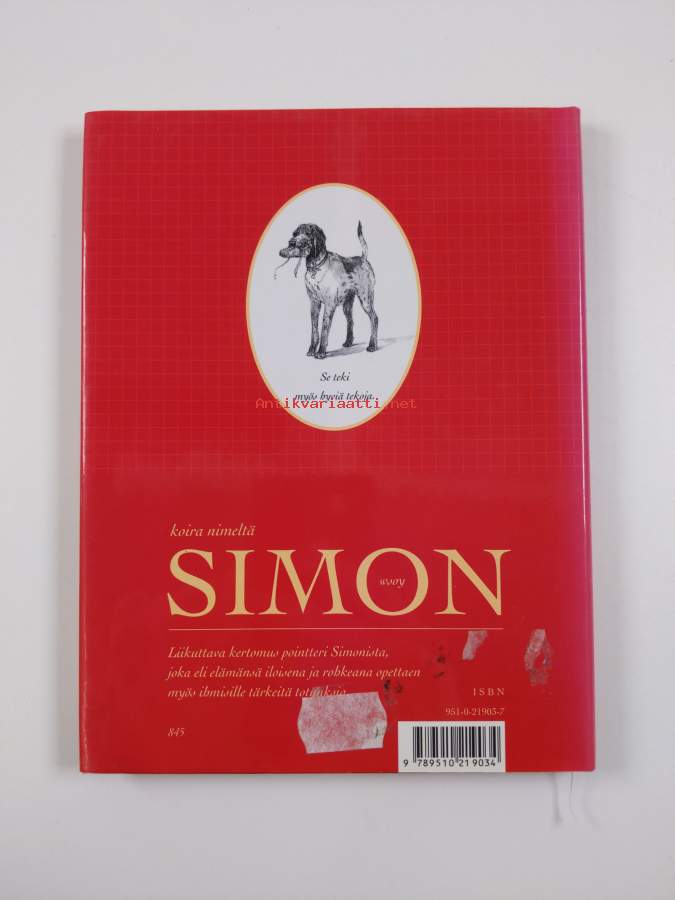 Se teki
myös hyviä tekoja.
Antikvariaatti.net
koira nimeltä
SIMON
wsoy
Liikuttava kertomus pointteri Simonista,
joka eli elämänsä iloisena ja rohkeana opettaen
myös ihmisille tärkeitä totuuksia.
ISBN
951-0-21903-7
845
9 789510 219034